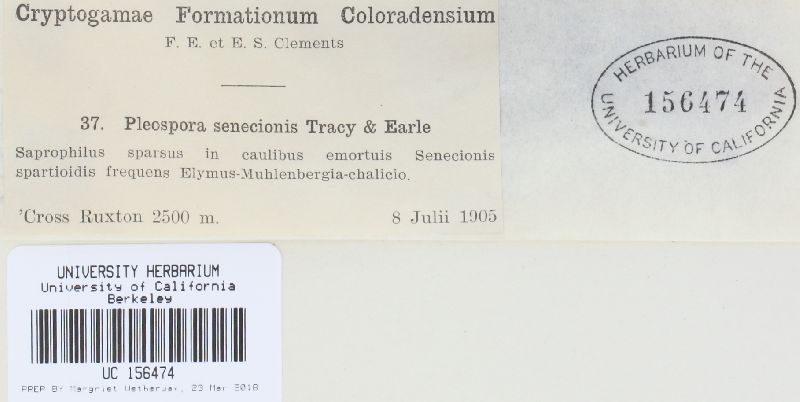 Cryptogamae Formationum Coloradensium
F. E. et E. S. Clements
37. Pleospora senecionis Tracy & Earle
Saprophilus sparsus in caulibus emortuis Senecionis
spartioidis frequens Elymus-Muhlenbergia-chalicio.
'Cross Ruxton 2500 m. 8 Julii 1905
HERBARIUM OF THE
156474
UNIVERSITY OF CALIFORNIA
UNIVERSITY HERBARIUM
University of California
Berkeley
UC 156474
PREP BY Margriet Wetherwax, 23 Mar 2018